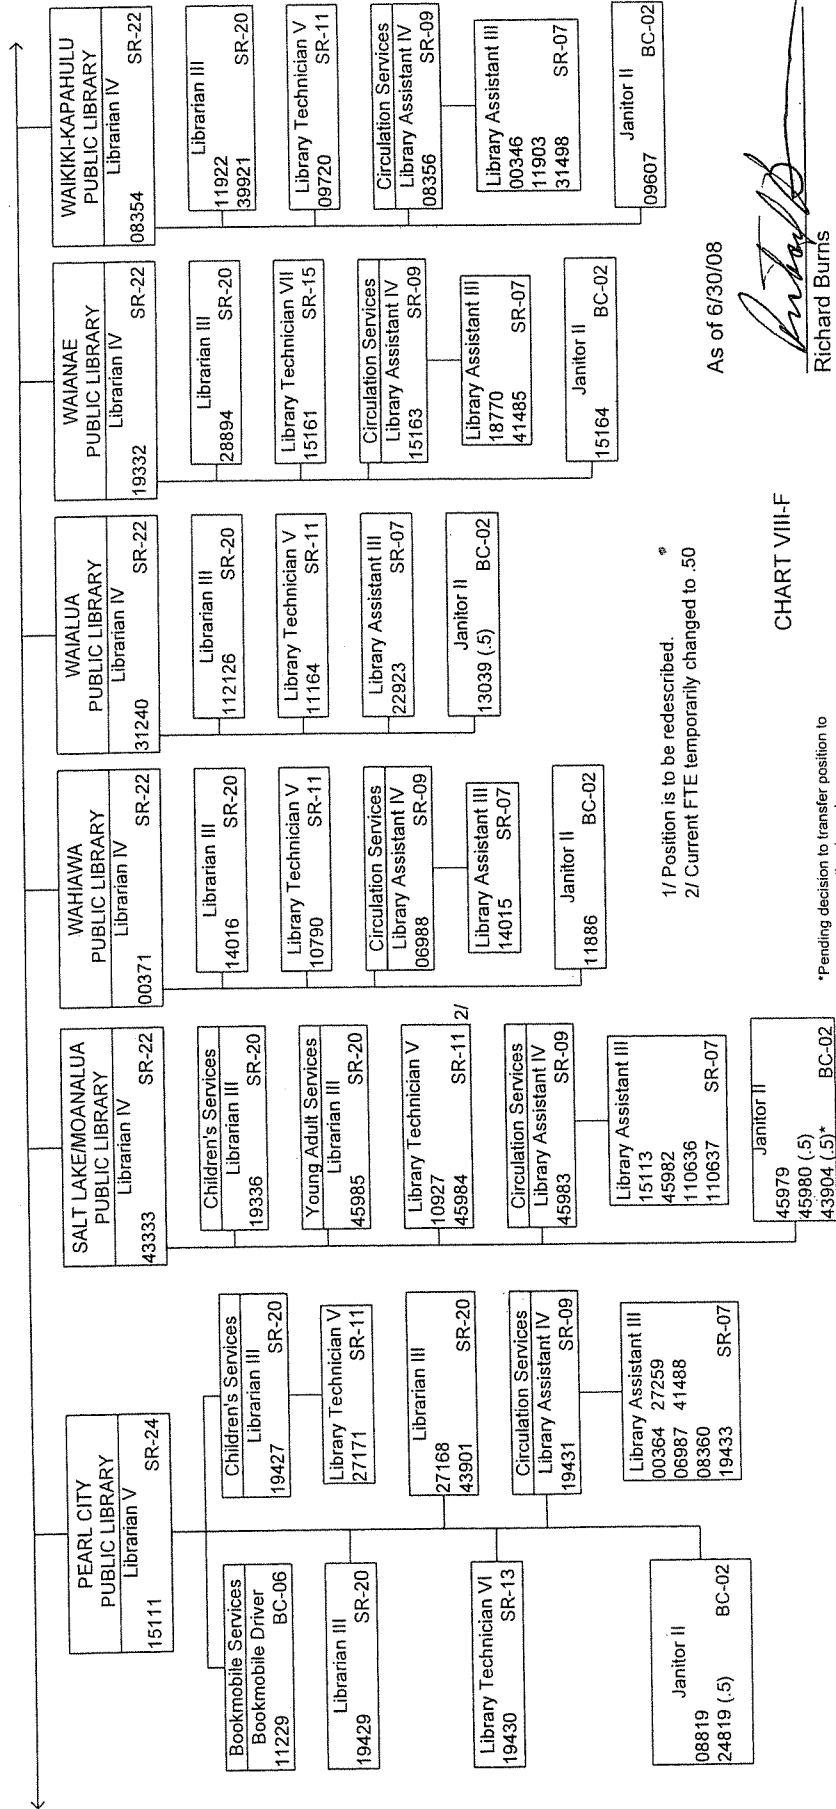 PEARL CITY
PUBLIC LIBRARY
Librarian V
15111 SR-24
Bookmobile Services
Bookmobile Driver
11229 BC-06
Librarian III
19429 SR-20
Library Technician VI
19430 SR-13
Janitor II
08819
24819 (.5) BC-02
Children's Services
Librarian III
19427 SR-20
Library Technician V
27171 SR-11
Librarian III
27168
43901 SR-20
Circulation Services
Library Assistant IV
19431 SR-09
Library Assistant III
00364 27259
06987 41488
08360
19433 SR-07
SALT LAKE/MOANALUA
PUBLIC LIBRARY
Librarian IV
43333 SR-22
Children's Services
Librarian III
19336 SR-20
Young Adult Services
Librarian III
45985 SR-20
Library Technician V
10927
45984 SR-11 2/
Circulation Services
Library Assistant IV
45983 SR-09
Library Assistant III
15113
45982
110636
110637 SR-07
Janitor II
45979
45980 (.5)
43904 (.5)* BC-02
WAHIAWA
PUBLIC LIBRARY
Librarian IV
00371 SR-22
Librarian III
14016 SR-20
Library Technician V
10790 SR-11
Circulation Services
Library Assistant IV
06988 SR-09
Library Assistant III
14015 SR-07
Janitor II
11886 BC-02
WAIALUA
PUBLIC LIBRARY
Librarian IV
31240 SR-22
Librarian III
112126 SR-20
Library Technician V
11164 SR-11
Library Assistant III
22923 SR-07
Janitor II
13039 (.5) BC-02
WAIANAE
PUBLIC LIBRARY
Librarian IV
19332 SR-22
Librarian III
28894 SR-20
Library Technician VII
15161 SR-15
Circulation Services
Library Assistant IV
15163 SR-09
Library Assistant III
18770
41485 SR-07
Janitor II
15164 BC-02
WAIKIKI-KAPAHULU
PUBLIC LIBRARY
Librarian IV
08354 SR-22
Librarian III
11922
39921 SR-20
Library Technician V
09720 SR-11
Circulation Services
Library Assistant IV
08356 SR-09
Library Assistant III
00346
11903
31498 SR-07
Janitor II
09607 BC-02
1/ Position is to be redescribed.
2/ Current FTE temporarily changed to .50
*Pending decision to transfer position to
CHART VIII-F
As of 6/30/08
Richard Burns